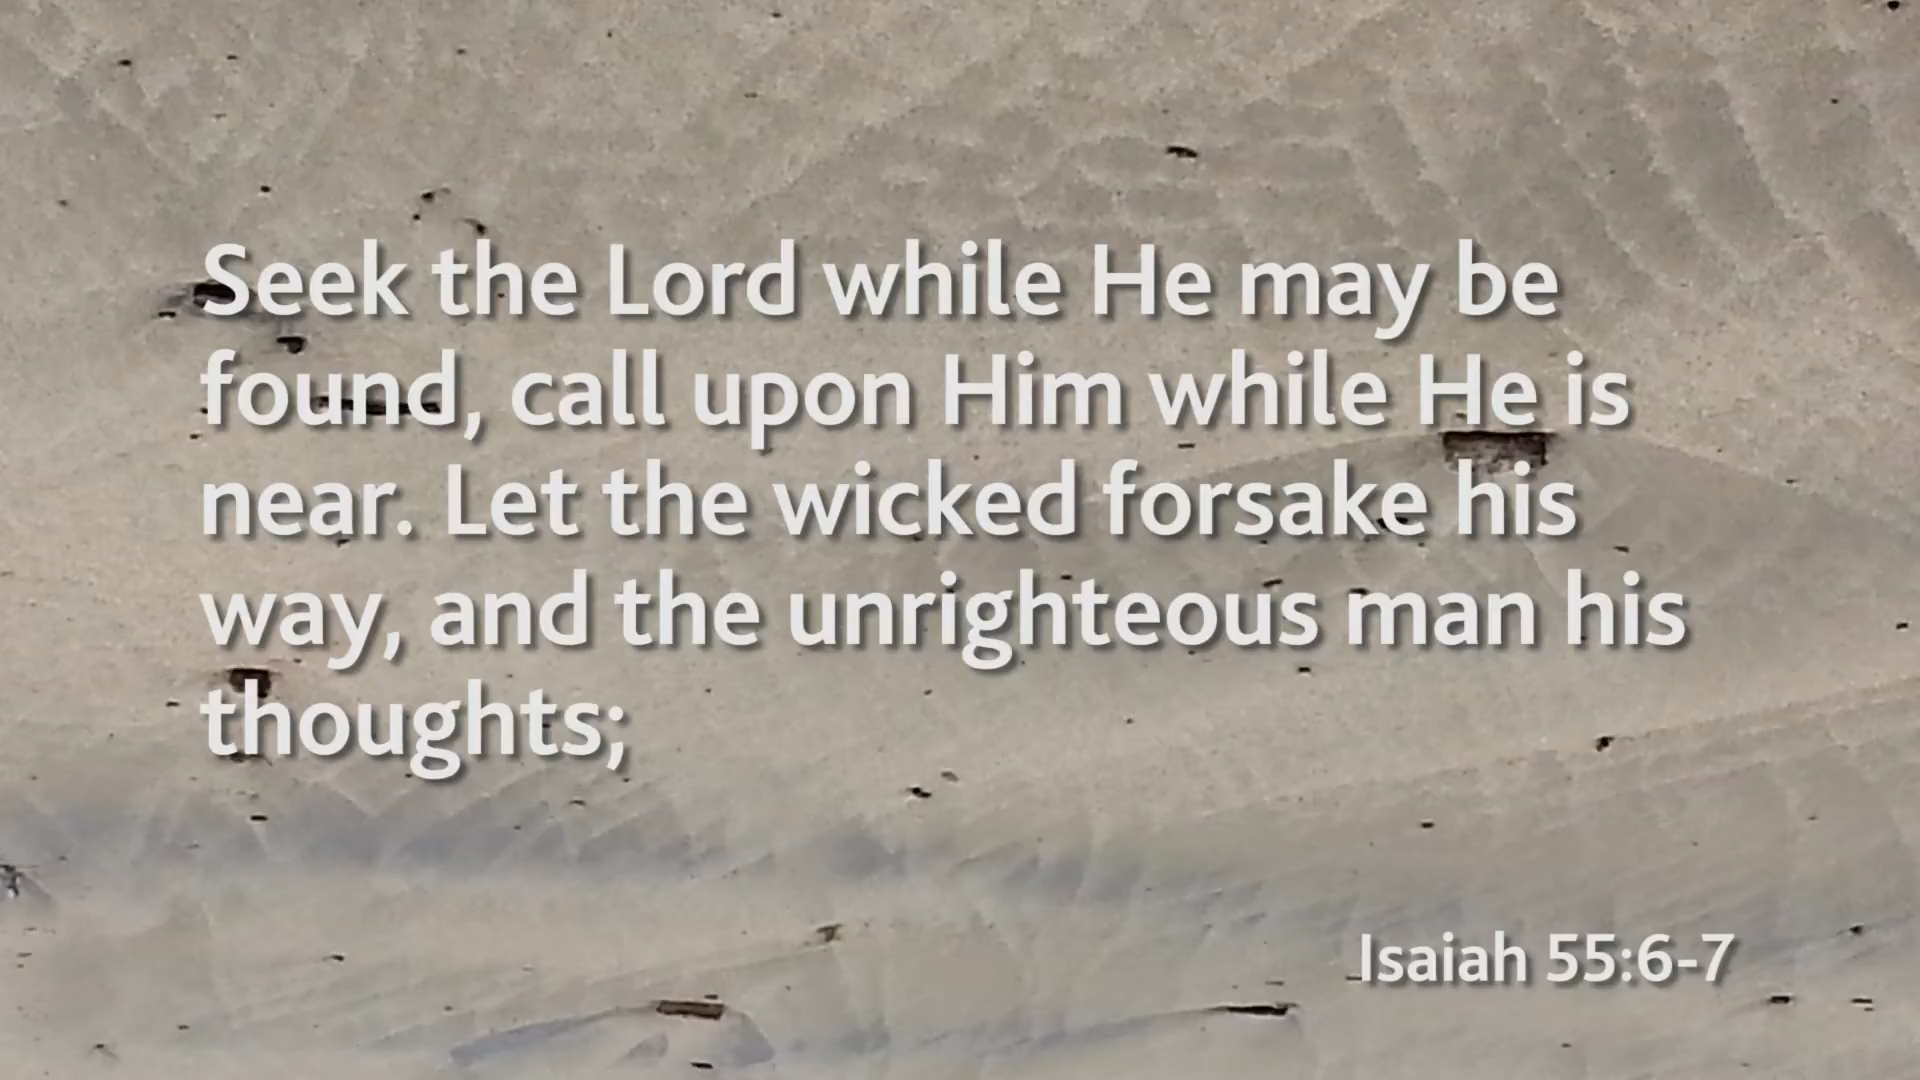 Seek the Lord while He may be
found, call upon Him while He is
near. Let the wicked forsake his
way, and the unrighteous man his
thoughts;
Isaiah 55:6-7